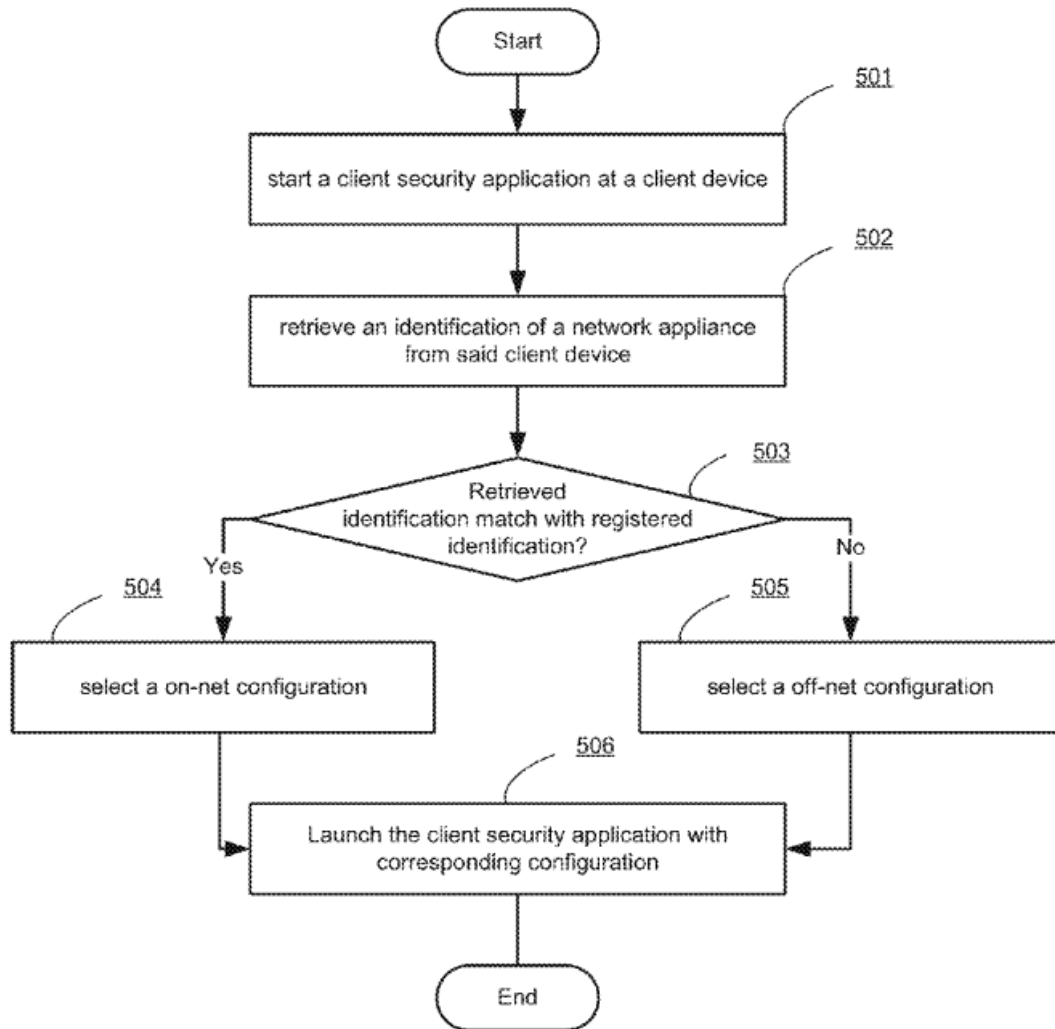 Start
501
start a client security application at a client device
502
retrieve an identification of a network appliance
from said client device
503
Retrieved
identification match with registered
identification?
Yes
No
504
505
select a on-net configuration
select a off-net configuration
506
Launch the client security application with
corresponding configuration
End